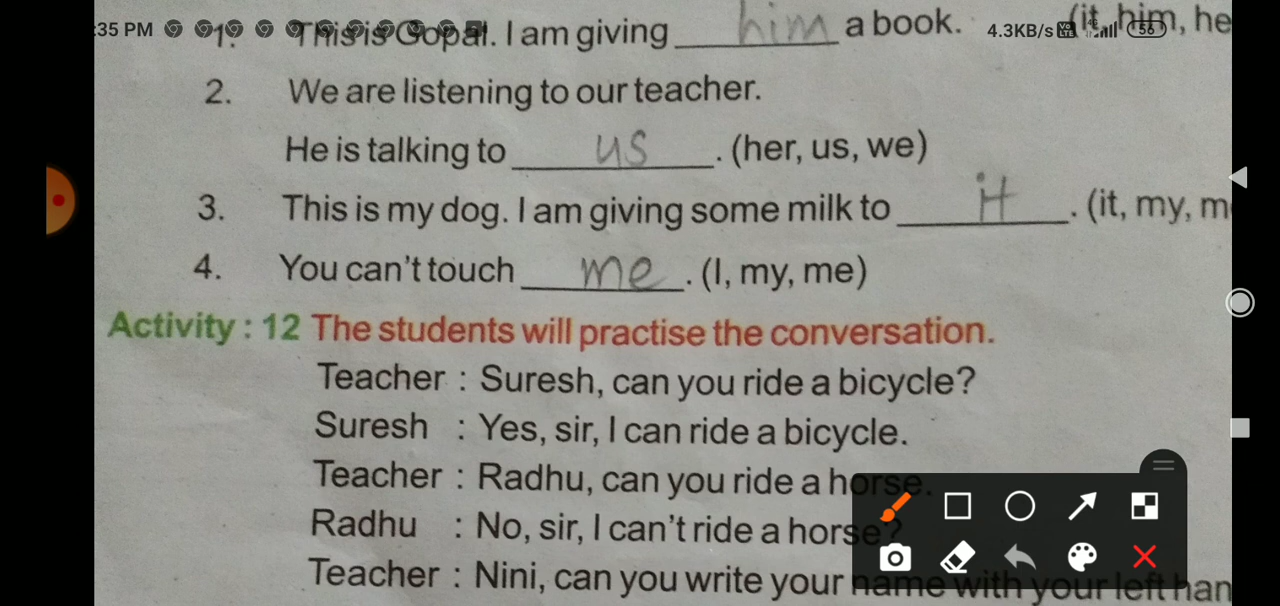 :35 PM
4.3KB/s 56
1. This is Gopal. I am giving him a book. (it, him, he
2. We are listening to our teacher.
He is talking to us. (her, us, we)
3. This is my dog. I am giving some milk to it. (it, my, m
4. You can't touch me. (I, my, me)
Activity : 12 The students will practise the conversation.
Teacher : Suresh, can you ride a bicycle?
Suresh : Yes, sir, I can ride a bicycle.
Teacher : Radhu, can you ride a horse.
Radhu : No, sir, I can't ride a horse?
Teacher : Nini, can you write your name with your left han